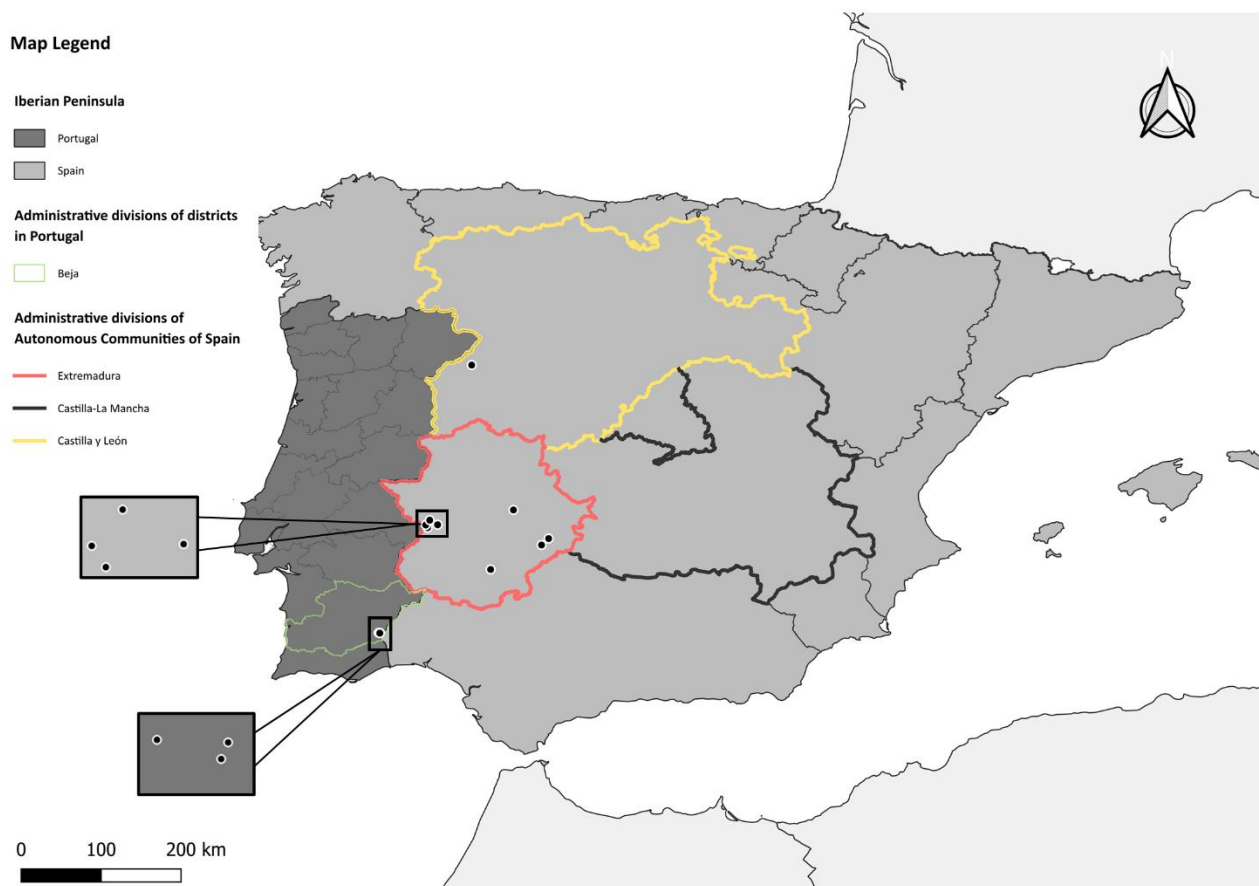 Map Legend
Iberian Peninsula
Portugal
Spain
Administrative divisions of districts
in Portugal
Beja
Administrative divisions of
Autonomous Communities of Spain
Extremadura
Castilla-La Mancha
Castilla y León
N
0 100 200 km